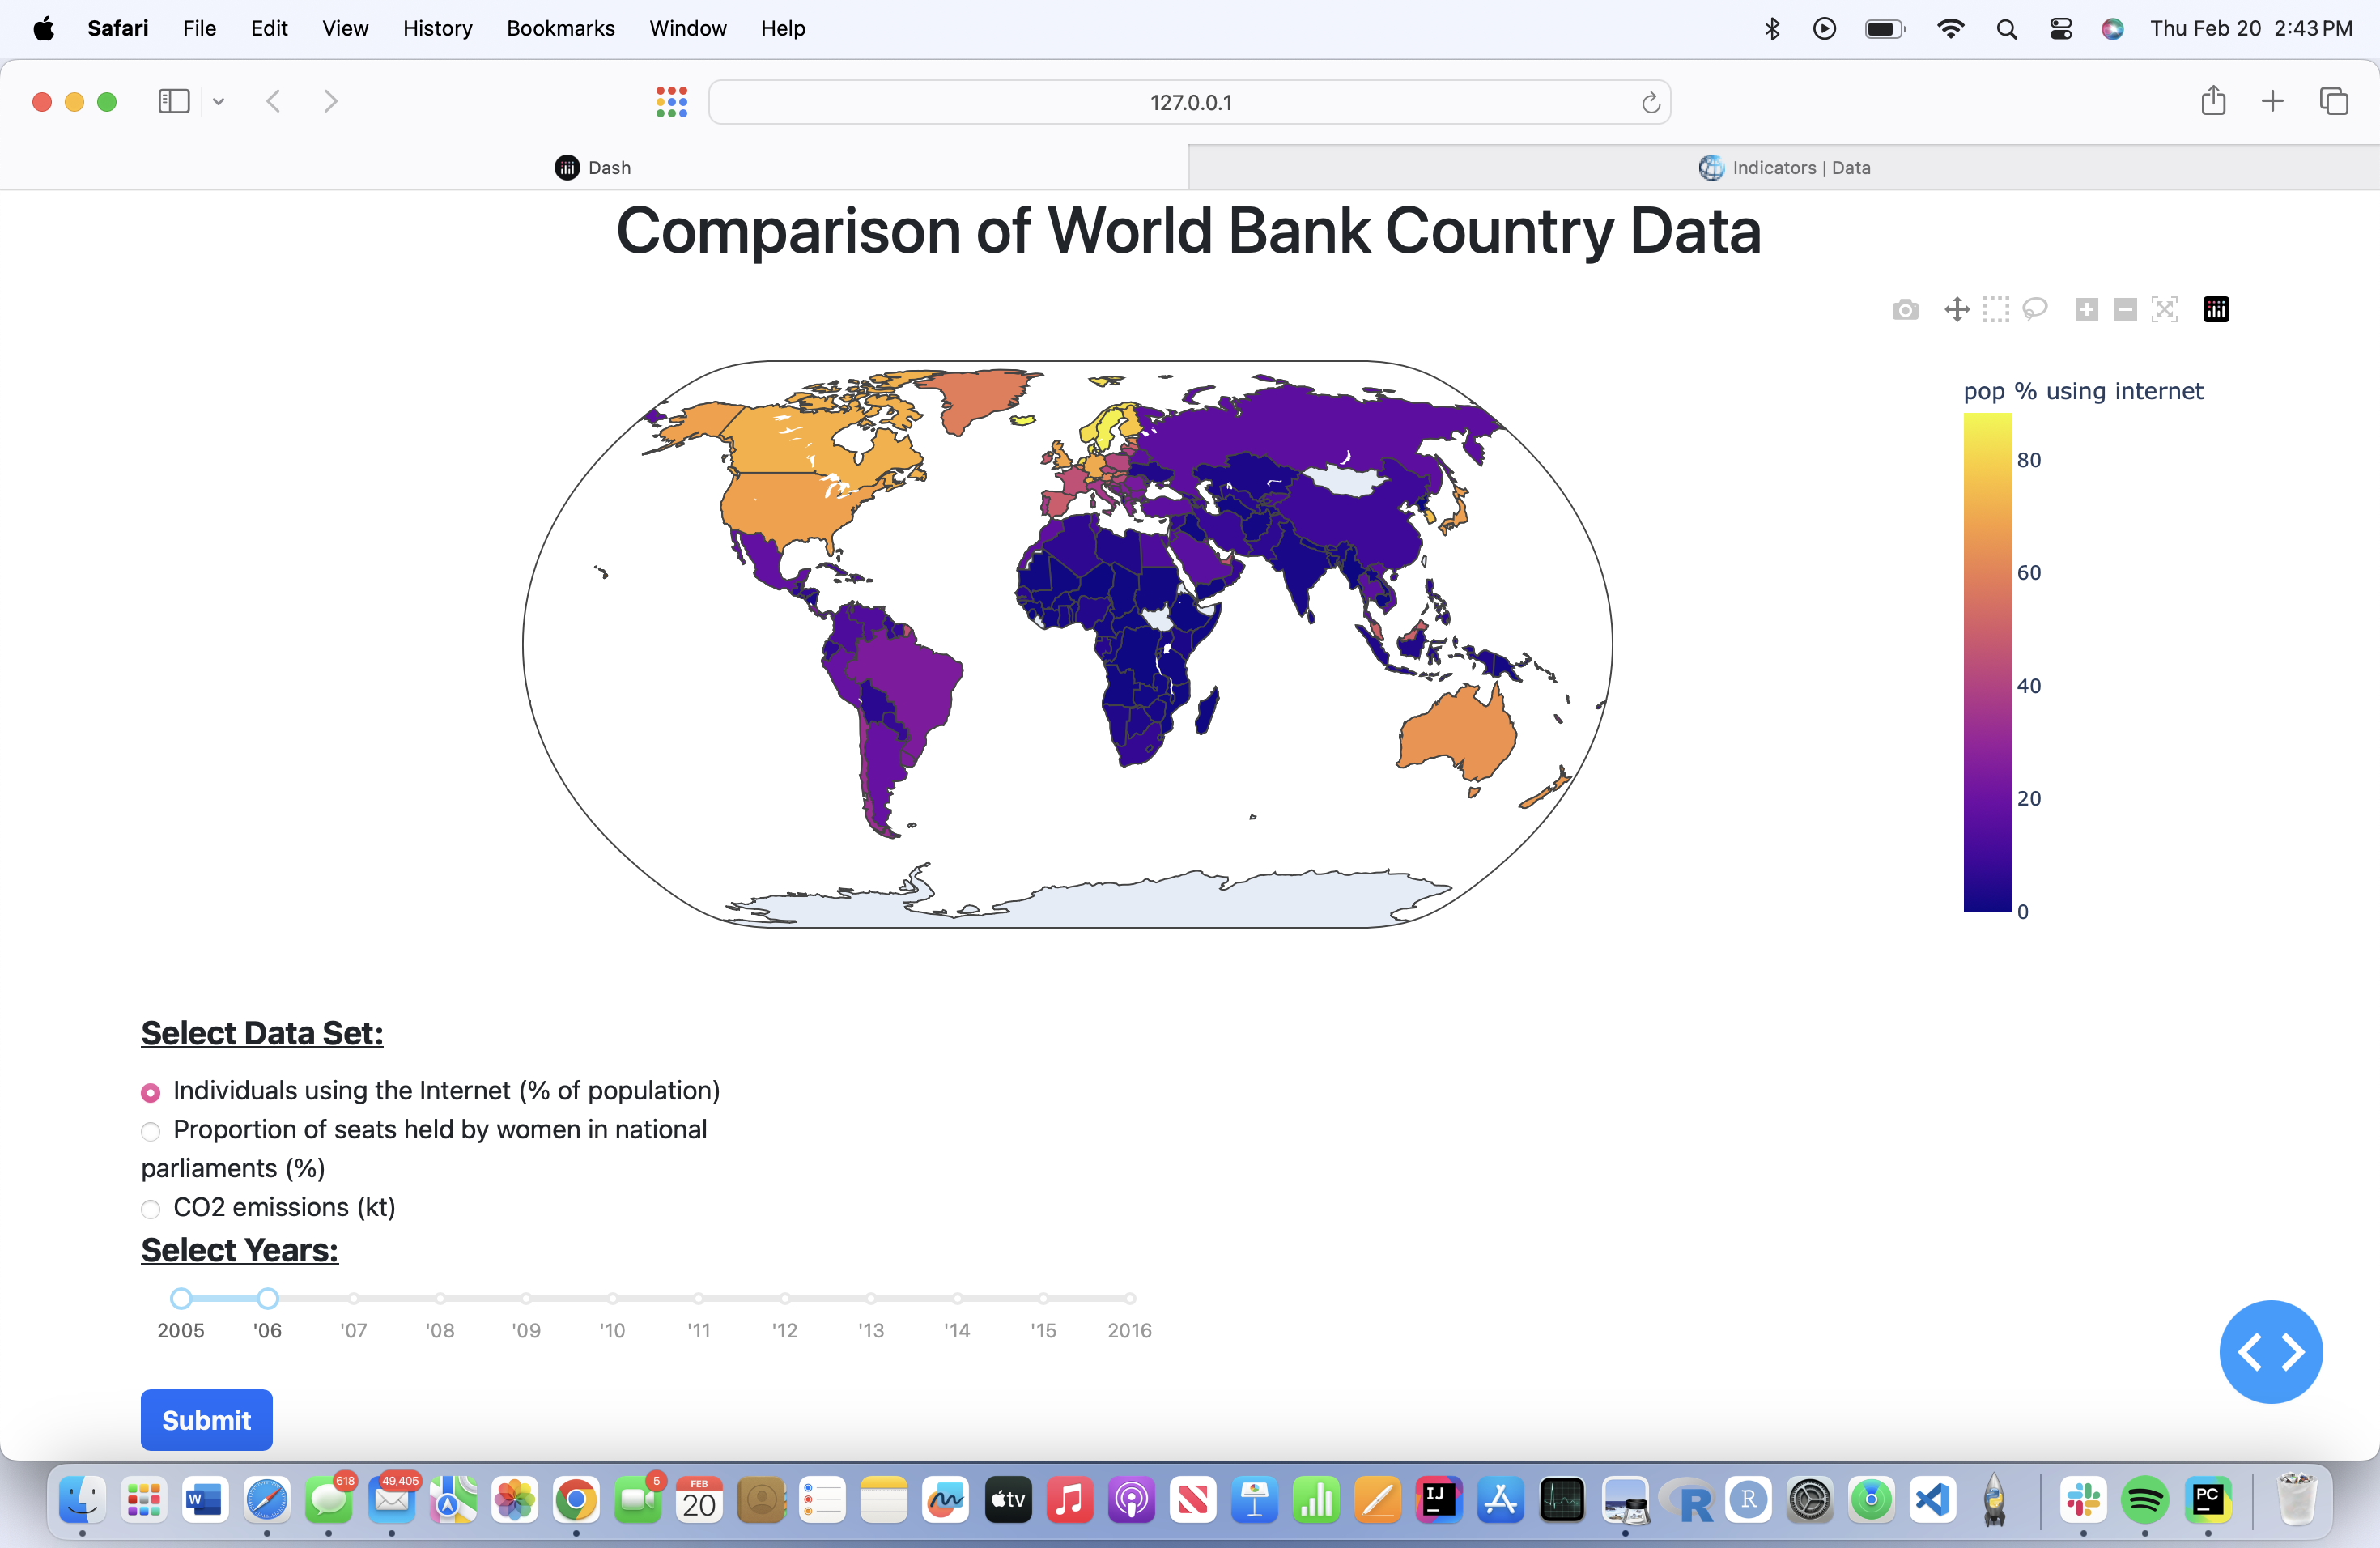 Safari File Edit View History Bookmarks Window Help Thu Feb 20 2:43 PM
127.0.0.1
Dash Indicators | Data
Comparison of World Bank Country Data
pop % using internet
80
60
40
20
0
Select Data Set:
Individuals using the Internet (% of population)
Proportion of seats held by women in national
parliaments (%)
CO2 emissions (kt)
Select Years:
2005 '06 '07 '08 '09 '10 '11 '12 '13 '14 '15 2016
Submit
618 49,405 5 FEB
W 20 tv IJ R R PC